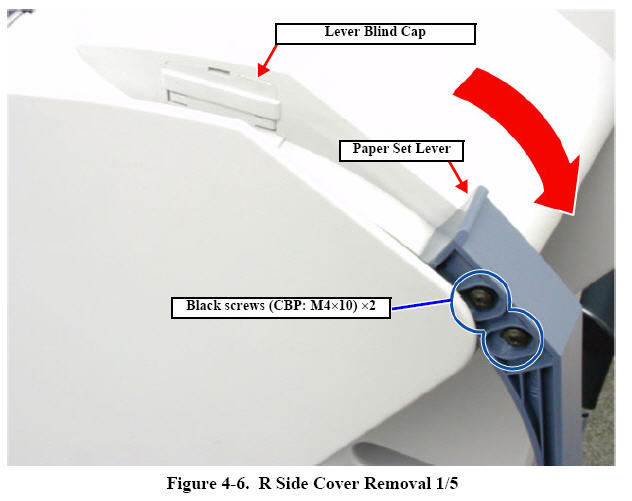 Lever Blind Cap
Paper Set Lever
Black screws (CBP: M4×10) ×2
Figure 4-6.  R Side Cover Removal 1/5